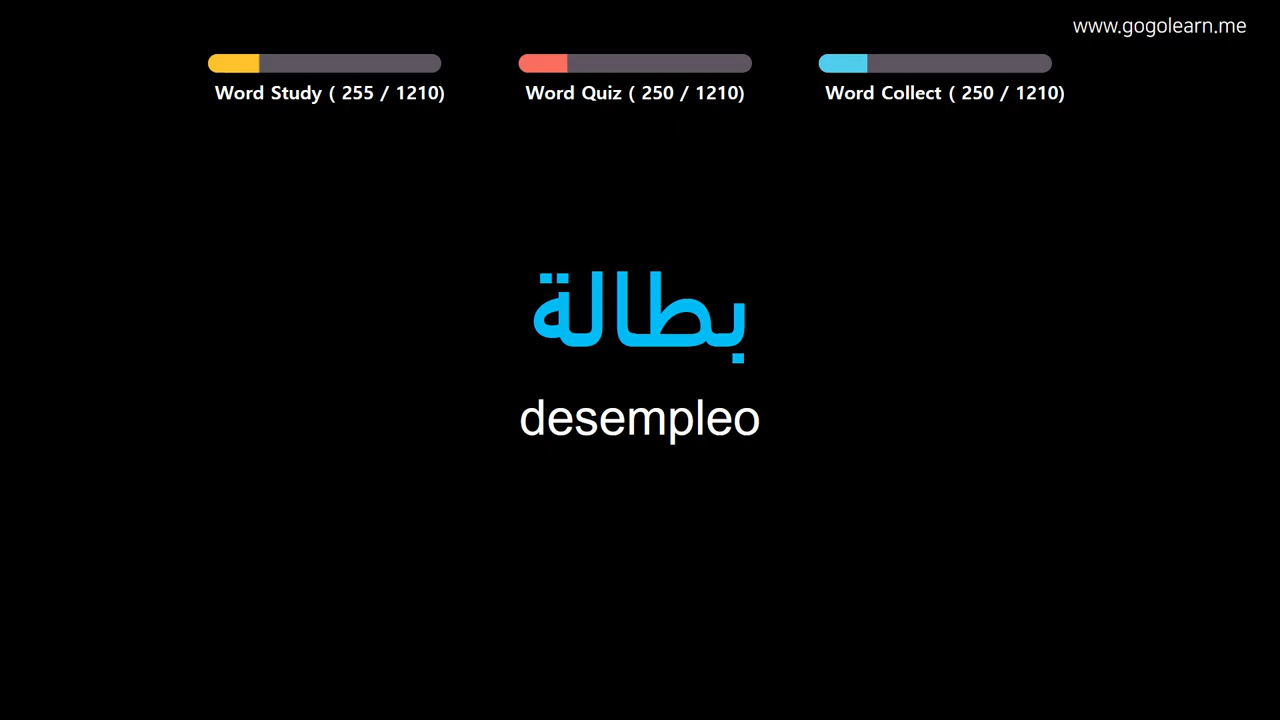 www.gogolearn.me
Word Study ( 255 / 1210)
Word Quiz ( 250 / 1210)
Word Collect ( 250 / 1210)
بطالة
desempleo